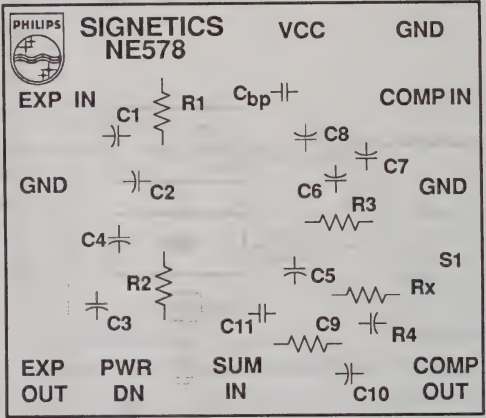 PHILIPS
SIGNETICS
NE578
VCC
GND
EXP IN
C1
R1
Cbp
COMP IN
C8
C7
GND
C2
C6
GND
R3
C4
S1
R2
C5
Rx
C3
C11
C9
R4
EXP
OUT
PWR
DN
SUM
IN
C10
COMP
OUT